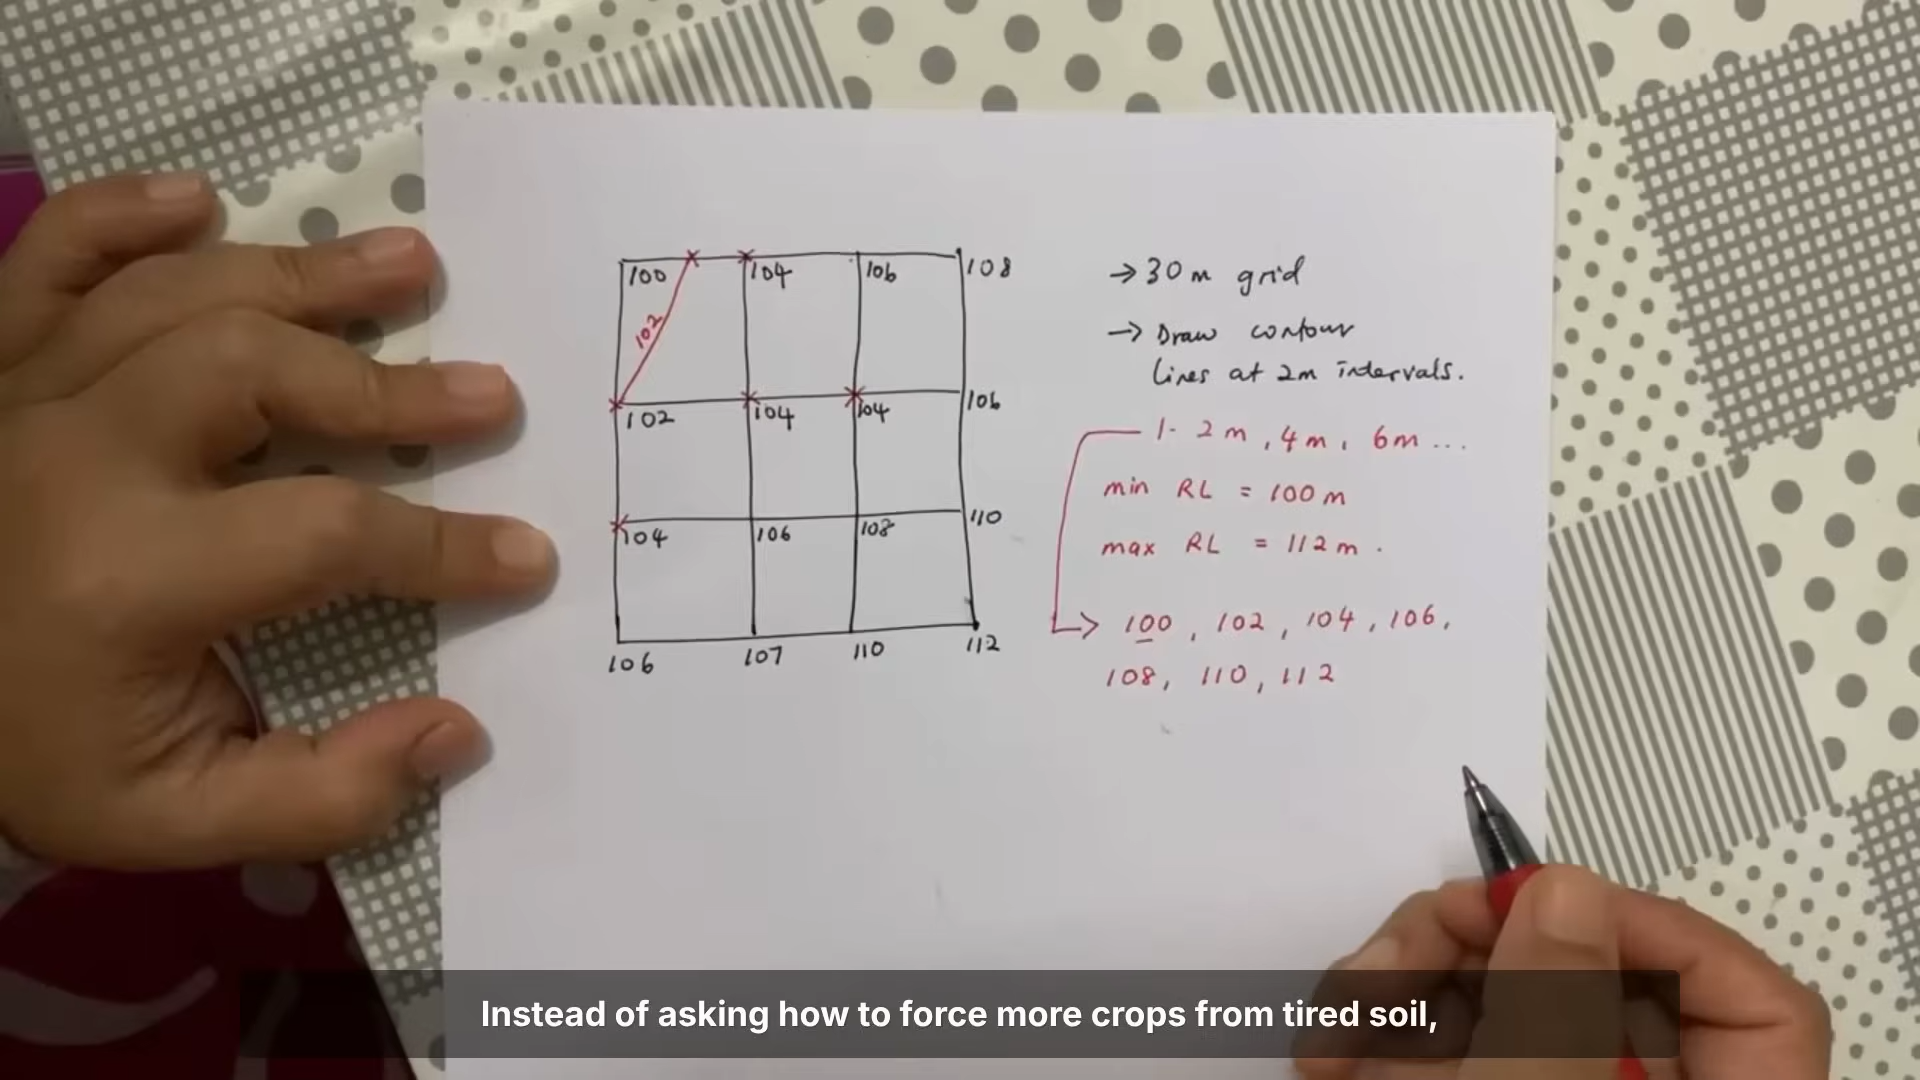 100 104 106 108
102
102 104 104 106
104 106 108 110
106 107 110 112
→ 30 m grid
→ Draw contour
lines at 2m intervals.
1. 2m, 4m, 6m ...
min RL = 100 m
max RL = 112 m.
100, 102, 104, 106,
108, 110, 112
Instead of asking how to force more crops from tired soil,